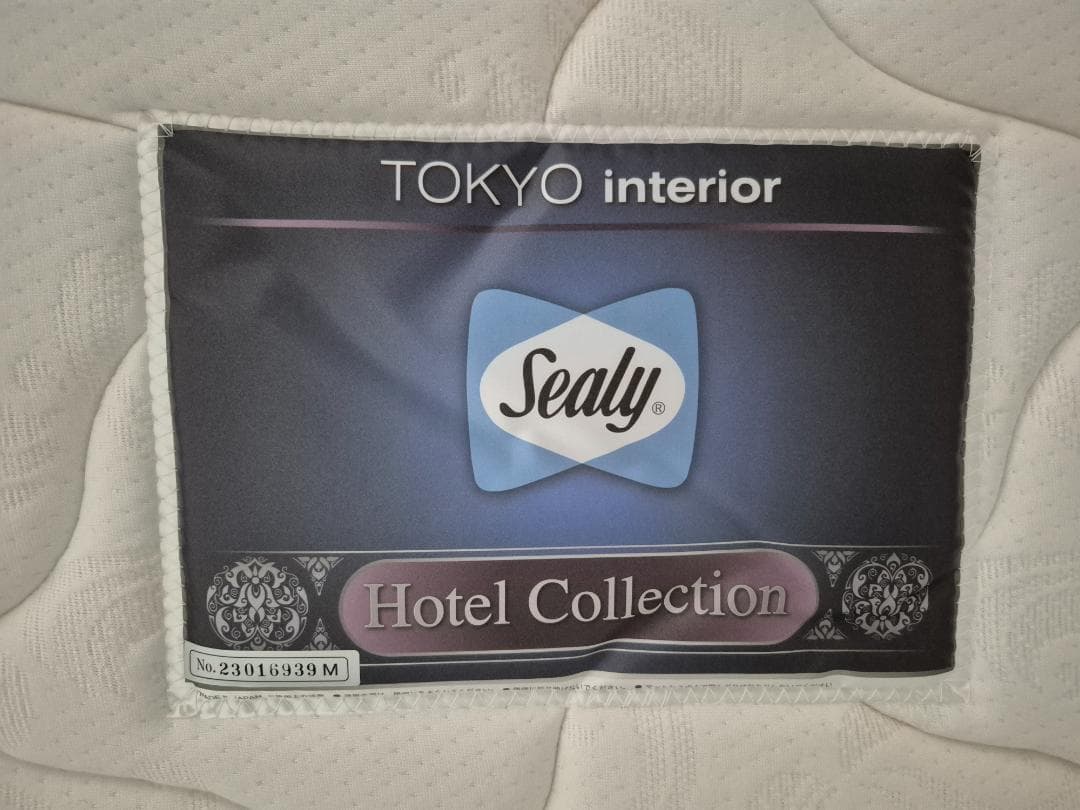 TOKYO interior
Sealy®
Hotel Collection
No. 23016939 M